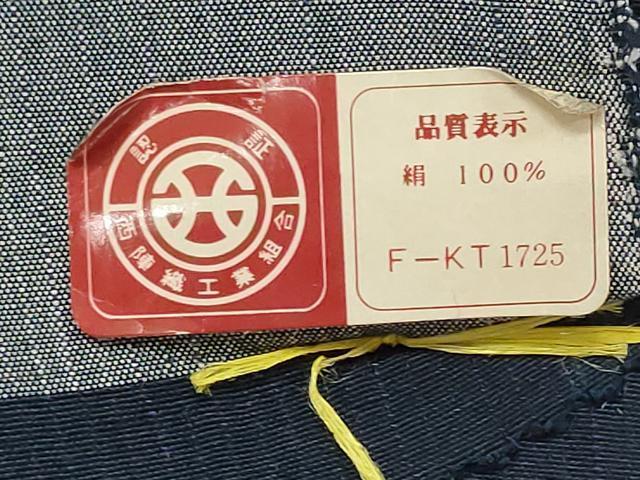 認証
西陣織工業組合
品質表示
絹 100%
F-KT1725